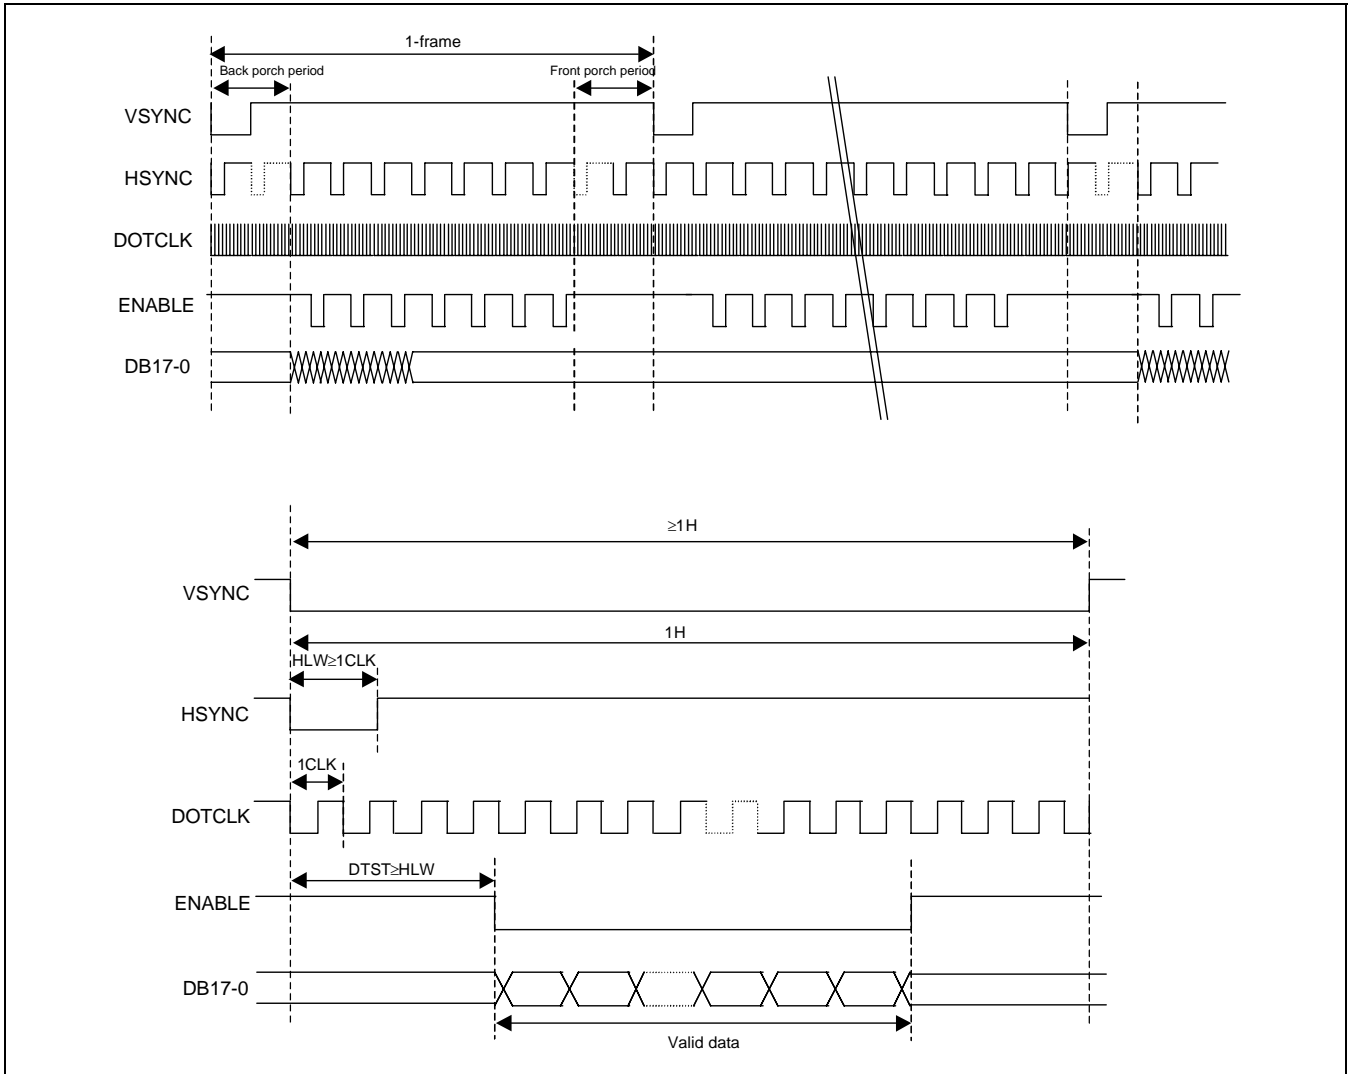 1-frame
Back porch period
Front porch period
VSYNC
HSYNC
DOTCLK
ENABLE
DB17-0
≥1H
VSYNC
1H
HLW≥1CLK
HSYNC
1CLK
DOTCLK
DTST≥HLW
ENABLE
DB17-0
Valid data